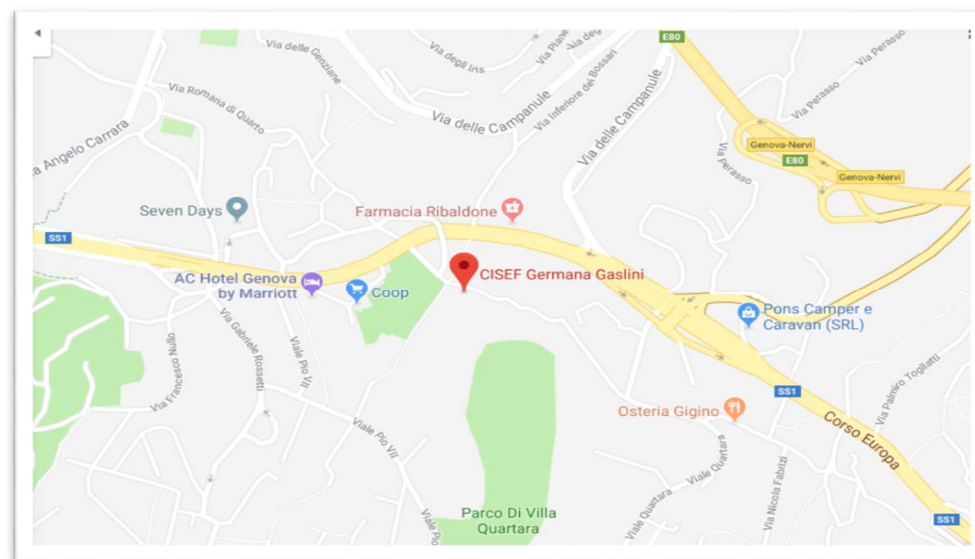 E80
Via delle Genziane
Via degli Iris
Via Inferiore dei Bossari
Via Perasso
Via Perasso
Via Romana di Quarto
Via delle Campanule
Via delle Campanule
Genova-Nervi
E80
Genova-Nervi
Angelo Carrara
Via Perasso
Seven Days
Farmacia Ribaldone
SS1
CISEF Germana Gaslini
AC Hotel Genova
by Marriott
Coop
Pons Camper e
Caravan (SRL)
Via Gabriele Rossetti
Viale Pio VII
Via Francesco Nullo
Via Palmiro Togliatti
SS1
Osteria Gigino
Corso Europa
Viale Pio VII
Viale Quartara
Via Nicola Fabrizi
Viale Quartara
Parco Di Villa
Quartara
SS1